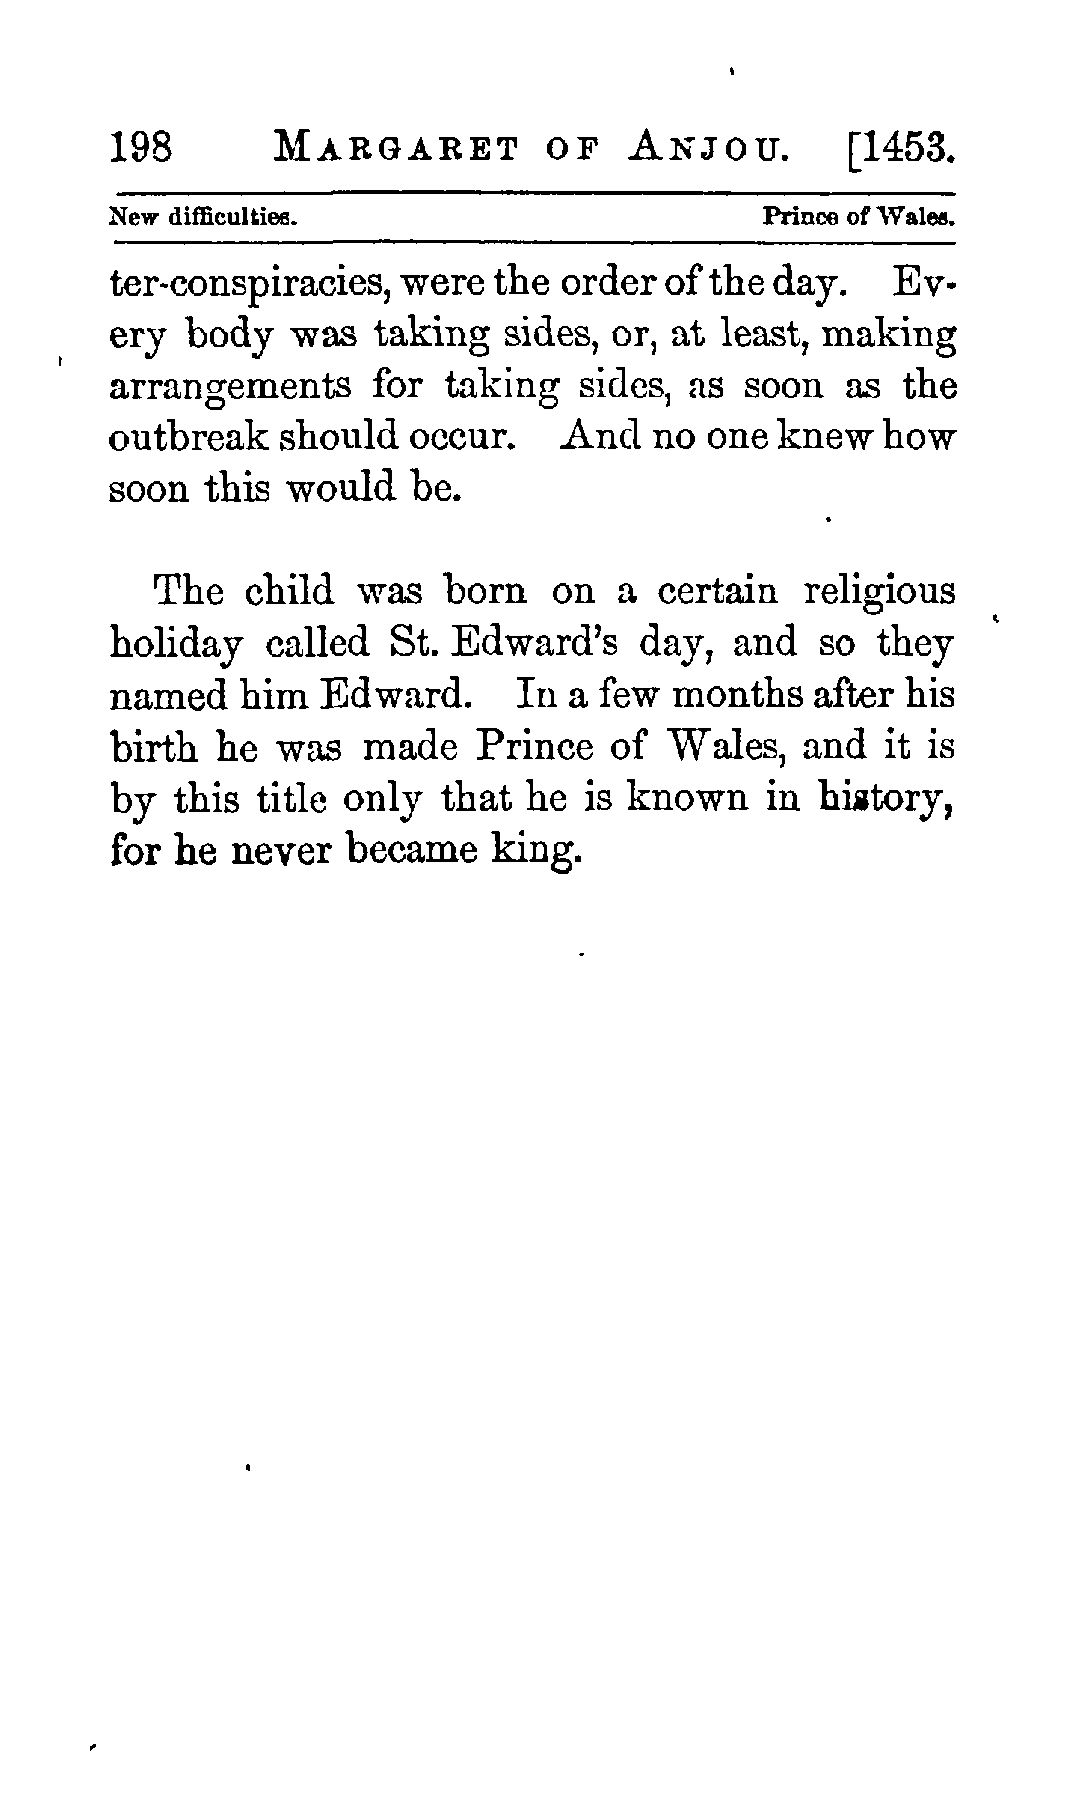 198 MARGARET OF ANJOU. [1453.
New difficulties. Prince of Wales.
ter-conspiracies, were the order of the day. Ev-
ery body was taking sides, or, at least, making
arrangements for taking sides, as soon as the
outbreak should occur. And no one knew how
soon this would be.
The child was born on a certain religious
holiday called St. Edward's day, and so they
named him Edward. In a few months after his
birth he was made Prince of Wales, and it is
by this title only that he is known in history,
for he never became king.